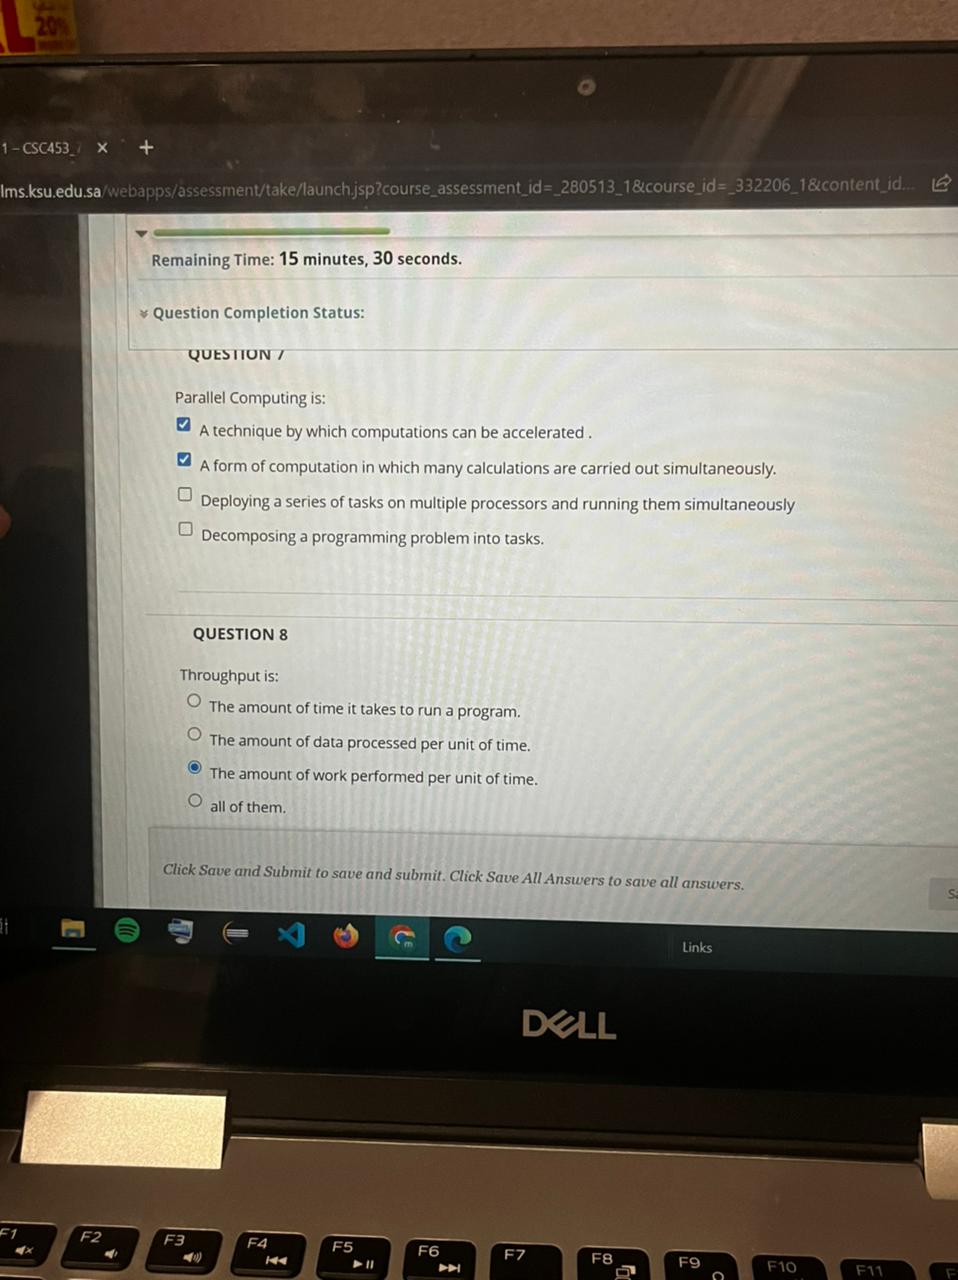 20%
1 - CSC453_
lms.ksu.edu.sa/webapps/assessment/take/launch.jsp?course_assessment_id=_280513_1&course_id=_332206_1&content_id...
Remaining Time: 15 minutes, 30 seconds.
Question Completion Status:
QUESTION 7
Parallel Computing is:
A technique by which computations can be accelerated .
A form of computation in which many calculations are carried out simultaneously.
Deploying a series of tasks on multiple processors and running them simultaneously
Decomposing a programming problem into tasks.
QUESTION 8
Throughput is:
The amount of time it takes to run a program.
The amount of data processed per unit of time.
The amount of work performed per unit of time.
all of them.
Click Save and Submit to save and submit. Click Save All Answers to save all answers.
Links
DELL
F1 F2 F3 F4 F5 F6 F7 F8 F9 F10 F11